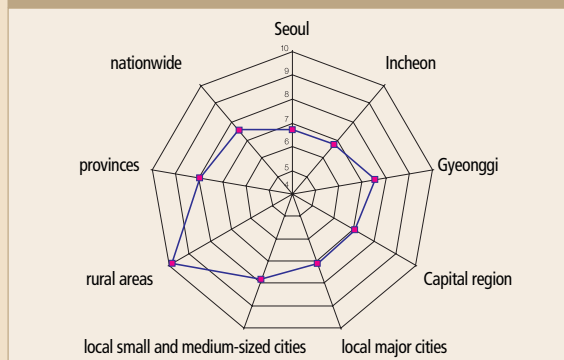 Seoul
10
nationwide
Incheon
9
8
7
6
provinces
Gyeonggi
5
4
rural areas
Capital region
local small and medium-sized cities
local major cities